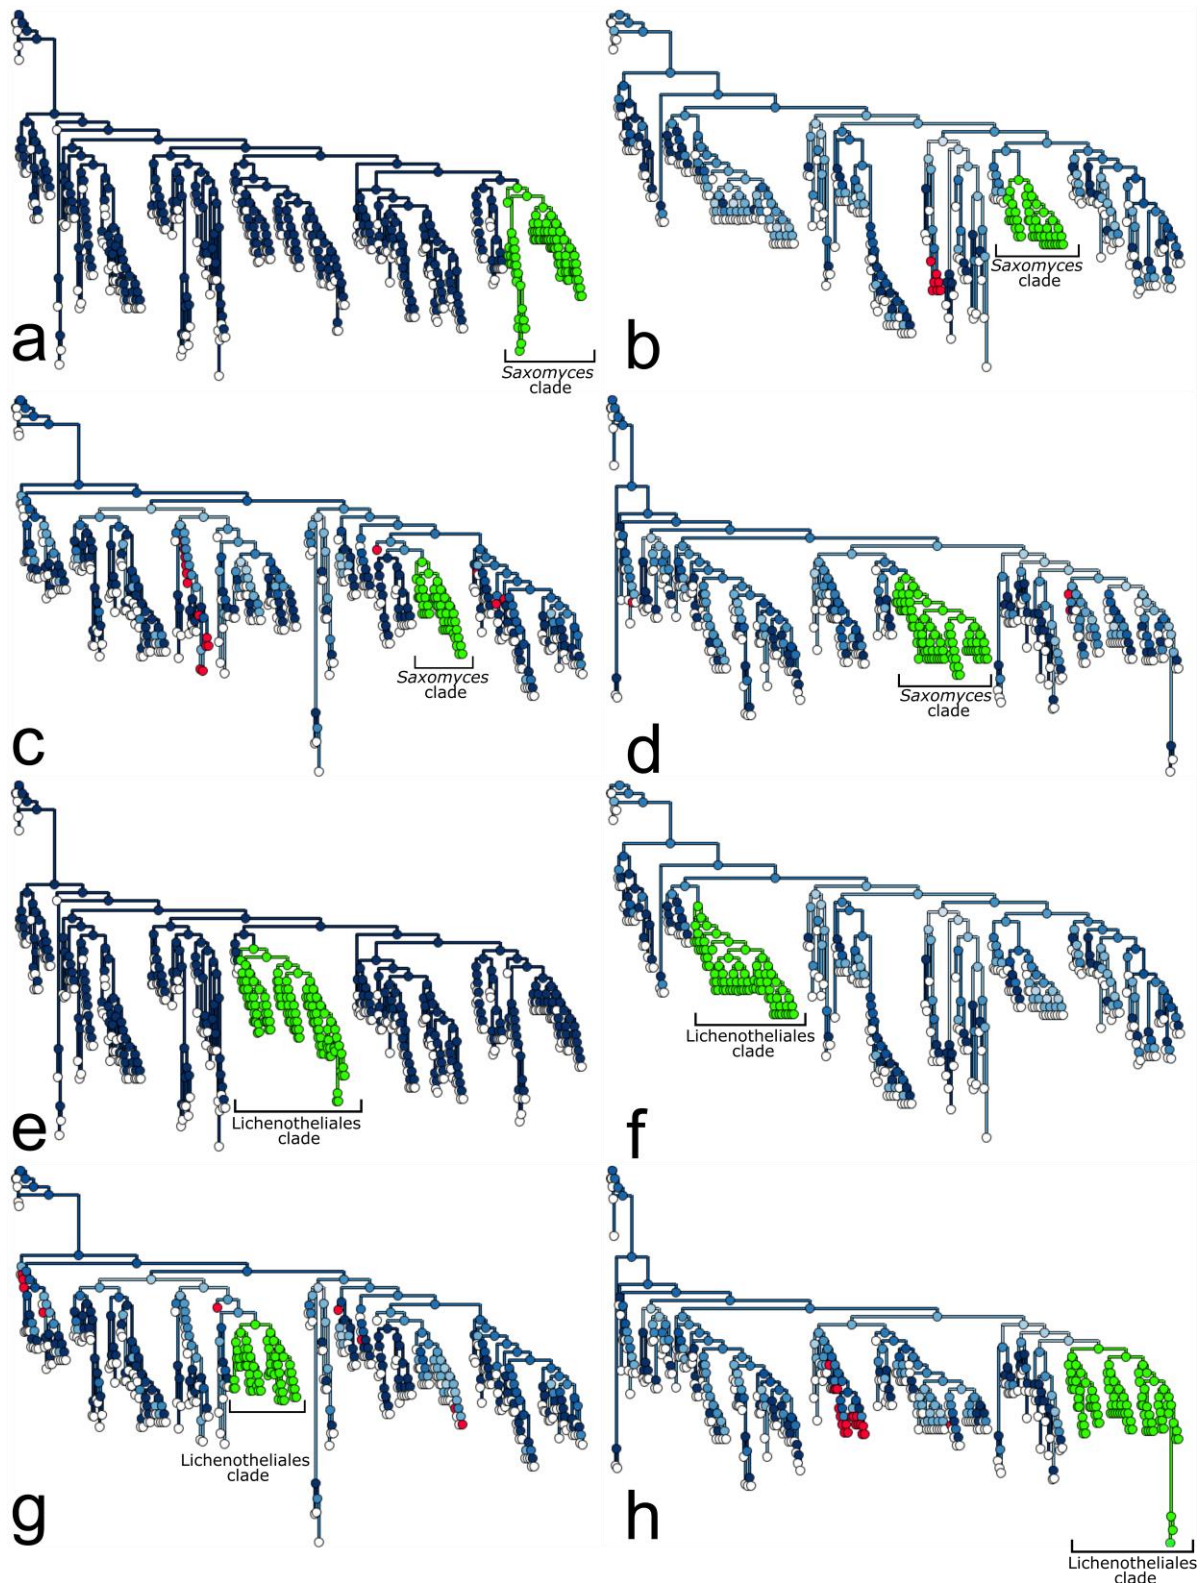 a
Saxomyces
clade
b
Saxomyces
clade
c
Saxomyces
clade
d
Saxomyces
clade
e
Lichenotheliales
clade
f
Lichenotheliales
clade
g
Lichenotheliales
clade
h
Lichenotheliales
clade